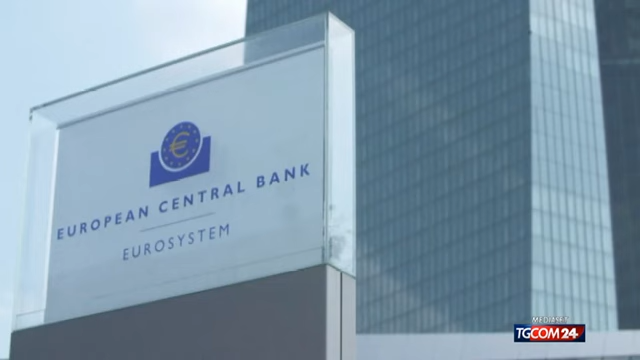 €
EUROPEAN CENTRAL BANK
EUROSYSTEM
MEDIASET
TGCOM24